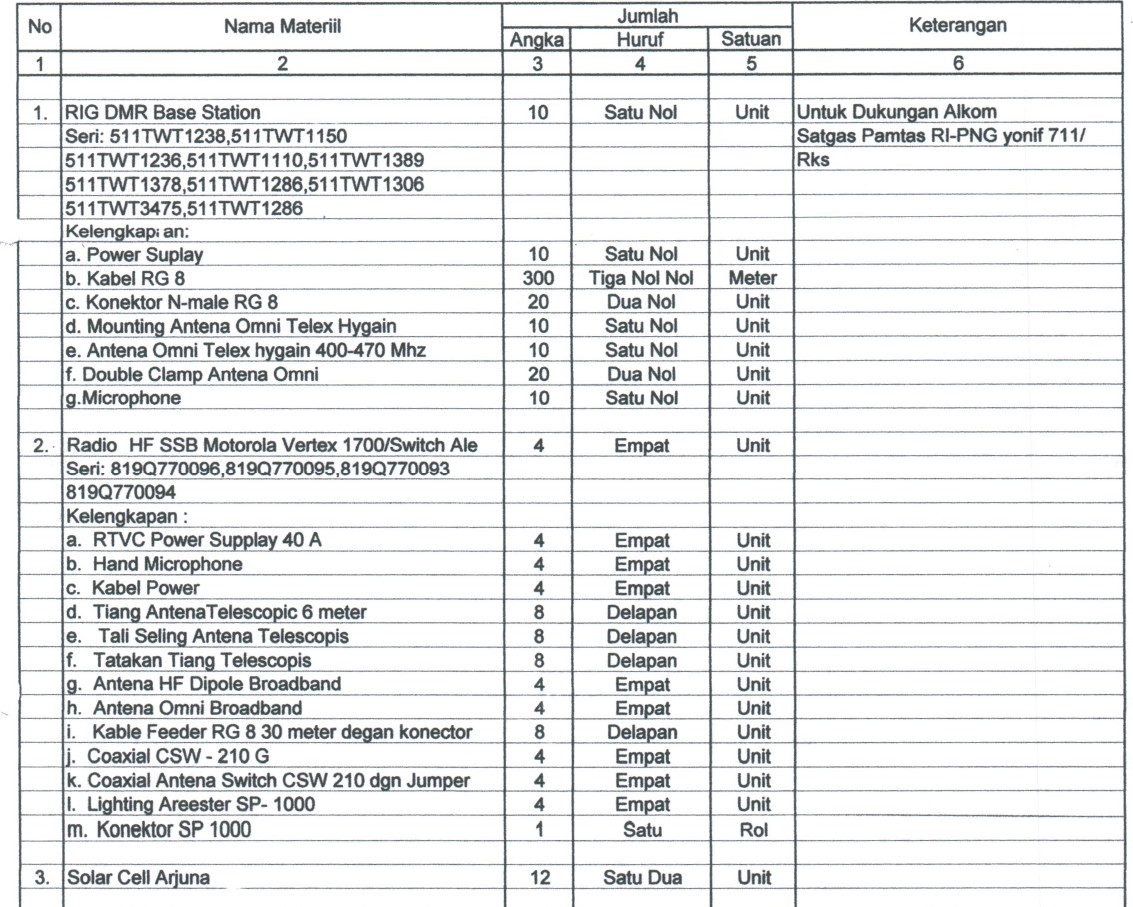 No Nama Materiil Jumlah Keterangan
Angka Huruf Satuan
1 2 3 4 5 6
1. RIG DMR Base Station 10 Satu Nol Unit Untuk Dukungan Alkom
Seri: 511TWT1238,511TWT1150 Satgas Pamtas RI-PNG yonif 711/
511TWT1236,511TWT1110,511TWT1389 Rks
511TWT1378,511TWT1286,511TWT1306
511TWT3475,511TWT1286
Kelengkapan:
a. Power Suplay 10 Satu Nol Unit
b. Kabel RG 8 300 Tiga Nol Nol Meter
c. Konektor N-male RG 8 20 Dua Nol Unit
d. Mounting Antena Omni Telex Hygain 10 Satu Nol Unit
e. Antena Omni Telex hygain 400-470 Mhz 10 Satu Nol Unit
f. Double Clamp Antena Omni 20 Dua Nol Unit
g.Microphone 10 Satu Nol Unit
2. Radio HF SSB Motorola Vertex 1700/Switch Ale 4 Empat Unit
Seri: 819Q770096,819Q770095,819Q770093
819Q770094
Kelengkapan :
a. RTVC Power Supplay 40 A 4 Empat Unit
b. Hand Microphone 4 Empat Unit
c. Kabel Power 4 Empat Unit
d. Tiang AntenaTelescopic 6 meter 8 Delapan Unit
e. Tali Seling Antena Telescopis 8 Delapan Unit
f. Tatakan Tiang Telescopis 8 Delapan Unit
g. Antena HF Dipole Broadband 4 Empat Unit
h. Antena Omni Broadband 4 Empat Unit
i. Kable Feeder RG 8 30 meter degan konector 8 Delapan Unit
j. Coaxial CSW - 210 G 4 Empat Unit
k. Coaxial Antena Switch CSW 210 dgn Jumper 4 Empat Unit
l. Lighting Areester SP- 1000 4 Empat Unit
m. Konektor SP 1000 1 Satu Rol
3. Solar Cell Arjuna 12 Satu Dua Unit